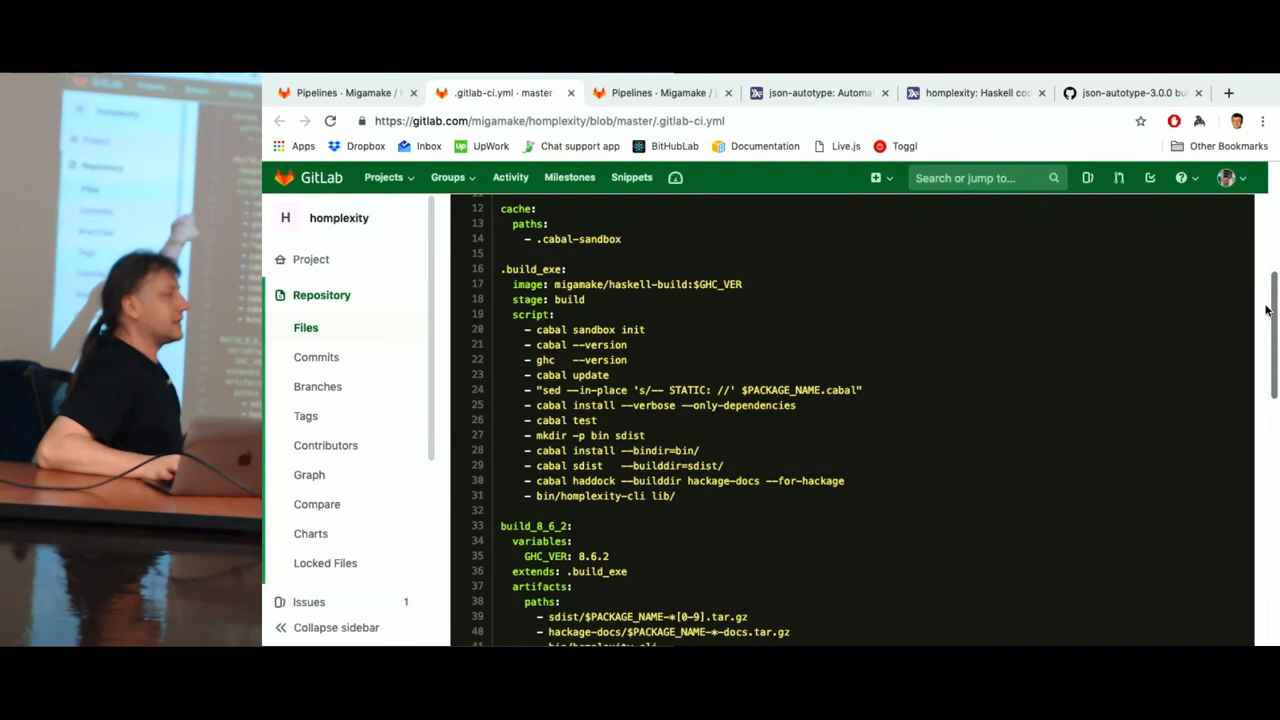 Pipelines · Migamake / h
.gitlab-ci.yml · master
Pipelines · Migamake / j
json-autotype: Automat
homplexity: Haskell cod
json-autotype-3.0.0 bu
https://gitlab.com/migamake/homplexity/blob/master/.gitlab-ci.yml
Apps Dropbox Inbox Up UpWork Chat support app BitHubLab Documentation Live.js Toggl Other Bookmarks
GitLab Projects Groups Activity Milestones Snippets Search or jump to...
H homplexity
Project
Repository
Files
Commits
Branches
Tags
Contributors
Graph
Compare
Charts
Locked Files
Issues 1
Collapse sidebar
12 cache:
13 paths:
14 - .cabal-sandbox
15
16 .build_exe:
17 image: migamake/haskell-build:$GHC_VER
18 stage: build
19 script:
20 - cabal sandbox init
21 - cabal --version
22 - ghc --version
23 - cabal update
24 - "sed --in-place 's/-- STATIC: //' $PACKAGE_NAME.cabal"
25 - cabal install --verbose --only-dependencies
26 - cabal test
27 - mkdir -p bin sdist
28 - cabal install --bindir=bin/
29 - cabal sdist --builddir=sdist/
30 - cabal haddock --builddir hackage-docs --for-hackage
31 - bin/homplexity-cli lib/
32
33 build_8_6_2:
34 variables:
35 GHC_VER: 8.6.2
36 extends: .build_exe
37 artifacts:
38 paths:
39 - sdist/$PACKAGE_NAME-*[0-9].tar.gz
40 - hackage-docs/$PACKAGE_NAME-*-docs.tar.gz